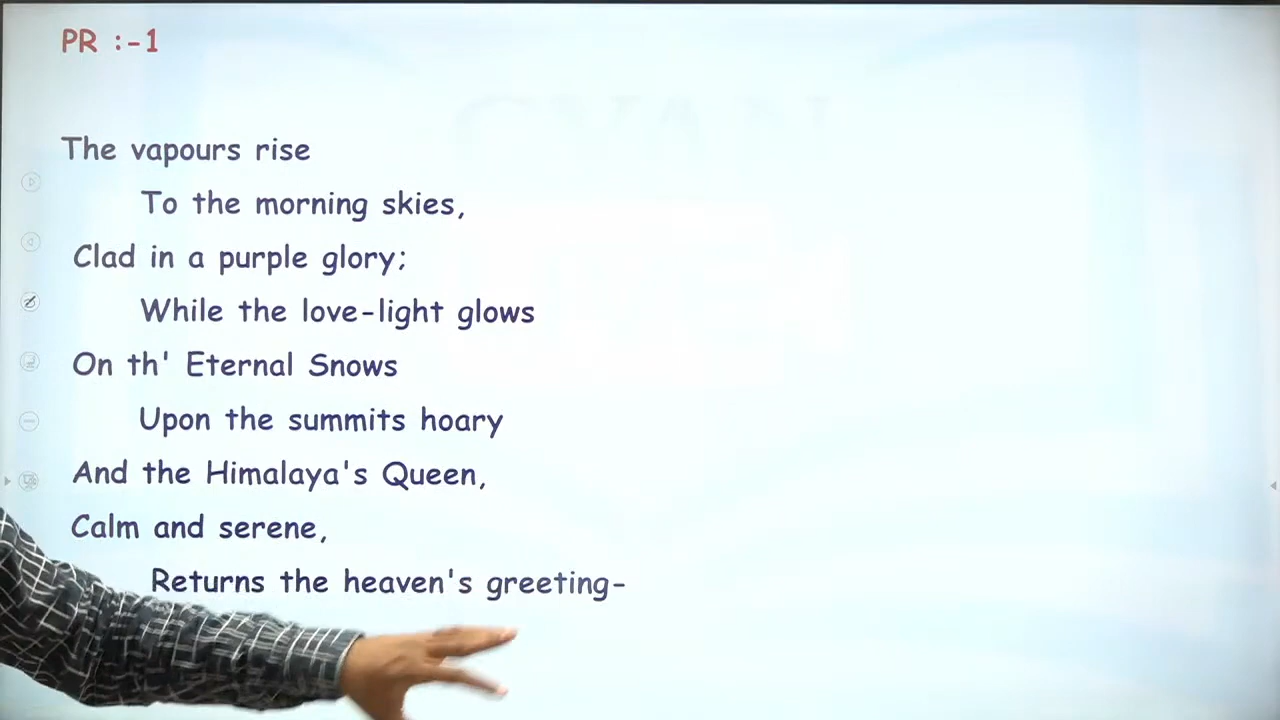 PR :-1
The vapours rise
To the morning skies,
Clad in a purple glory;
While the love-light glows
On th' Eternal Snows
Upon the summits hoary
And the Himalaya's Queen,
Calm and serene,
Returns the heaven's greeting-